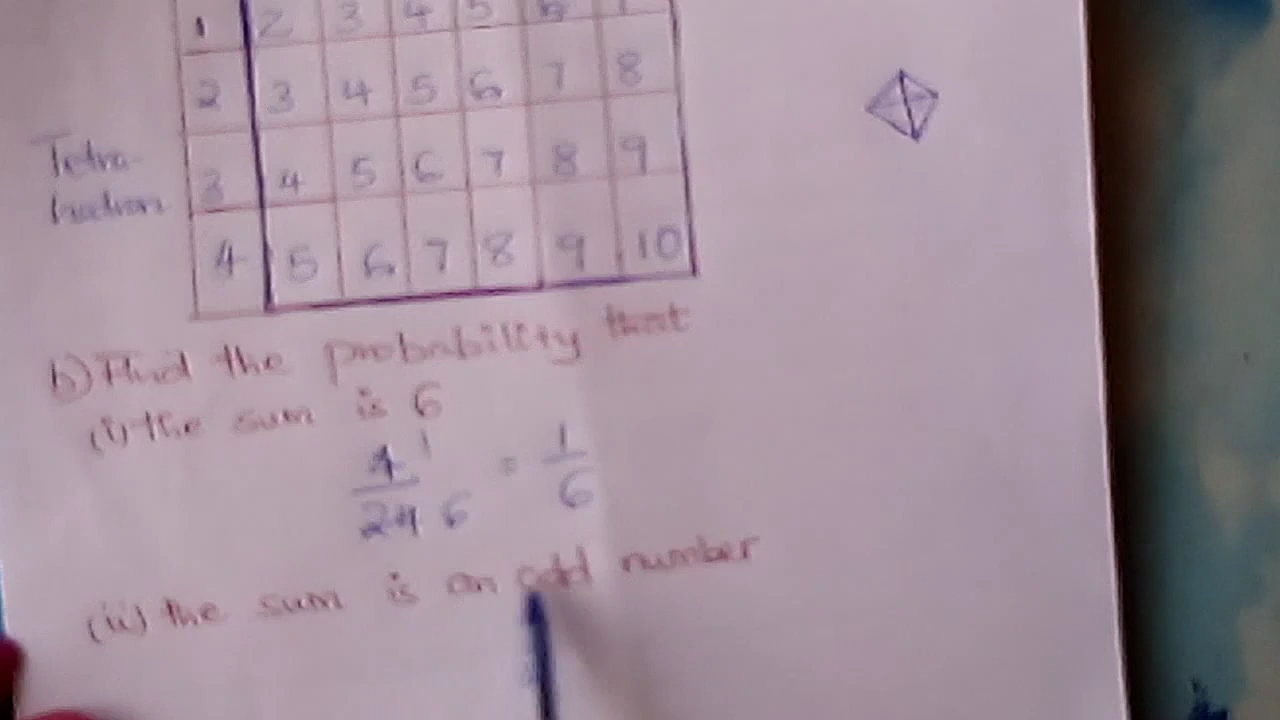 1 2 3 4 5 6 7
2 3 4 5 6 7 8
Tetra-
hedron
3 4 5 6 7 8 9
4 5 6 7 8 9 10
b) Find the probability that
(i) the sum is 6
4 1 = 1
24 6 6
(ii) the sum is an odd number